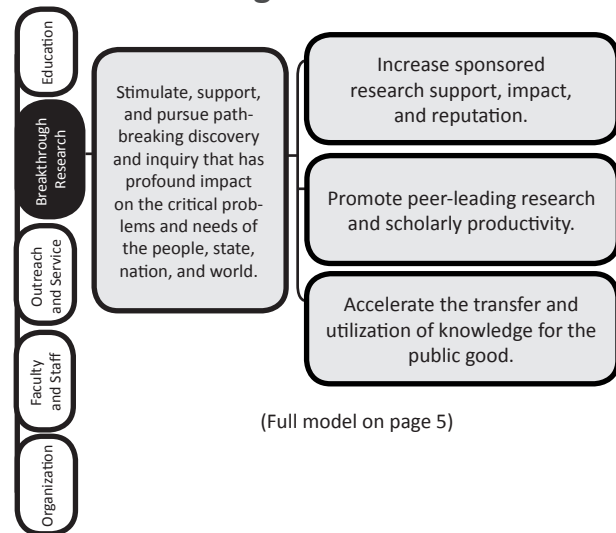 Education
Breakthrough
Research
Outreach
and Service
Faculty
and Staff
Organization
Stimulate, support,
and pursue path-
breaking discovery
and inquiry that has
profound impact
on the critical prob-
lems and needs of
the people, state,
nation, and world.
Increase sponsored
research support, impact,
and reputation.
Promote peer-leading research
and scholarly productivity.
Accelerate the transfer and
utilization of knowledge for the
public good.
(Full model on page 5)